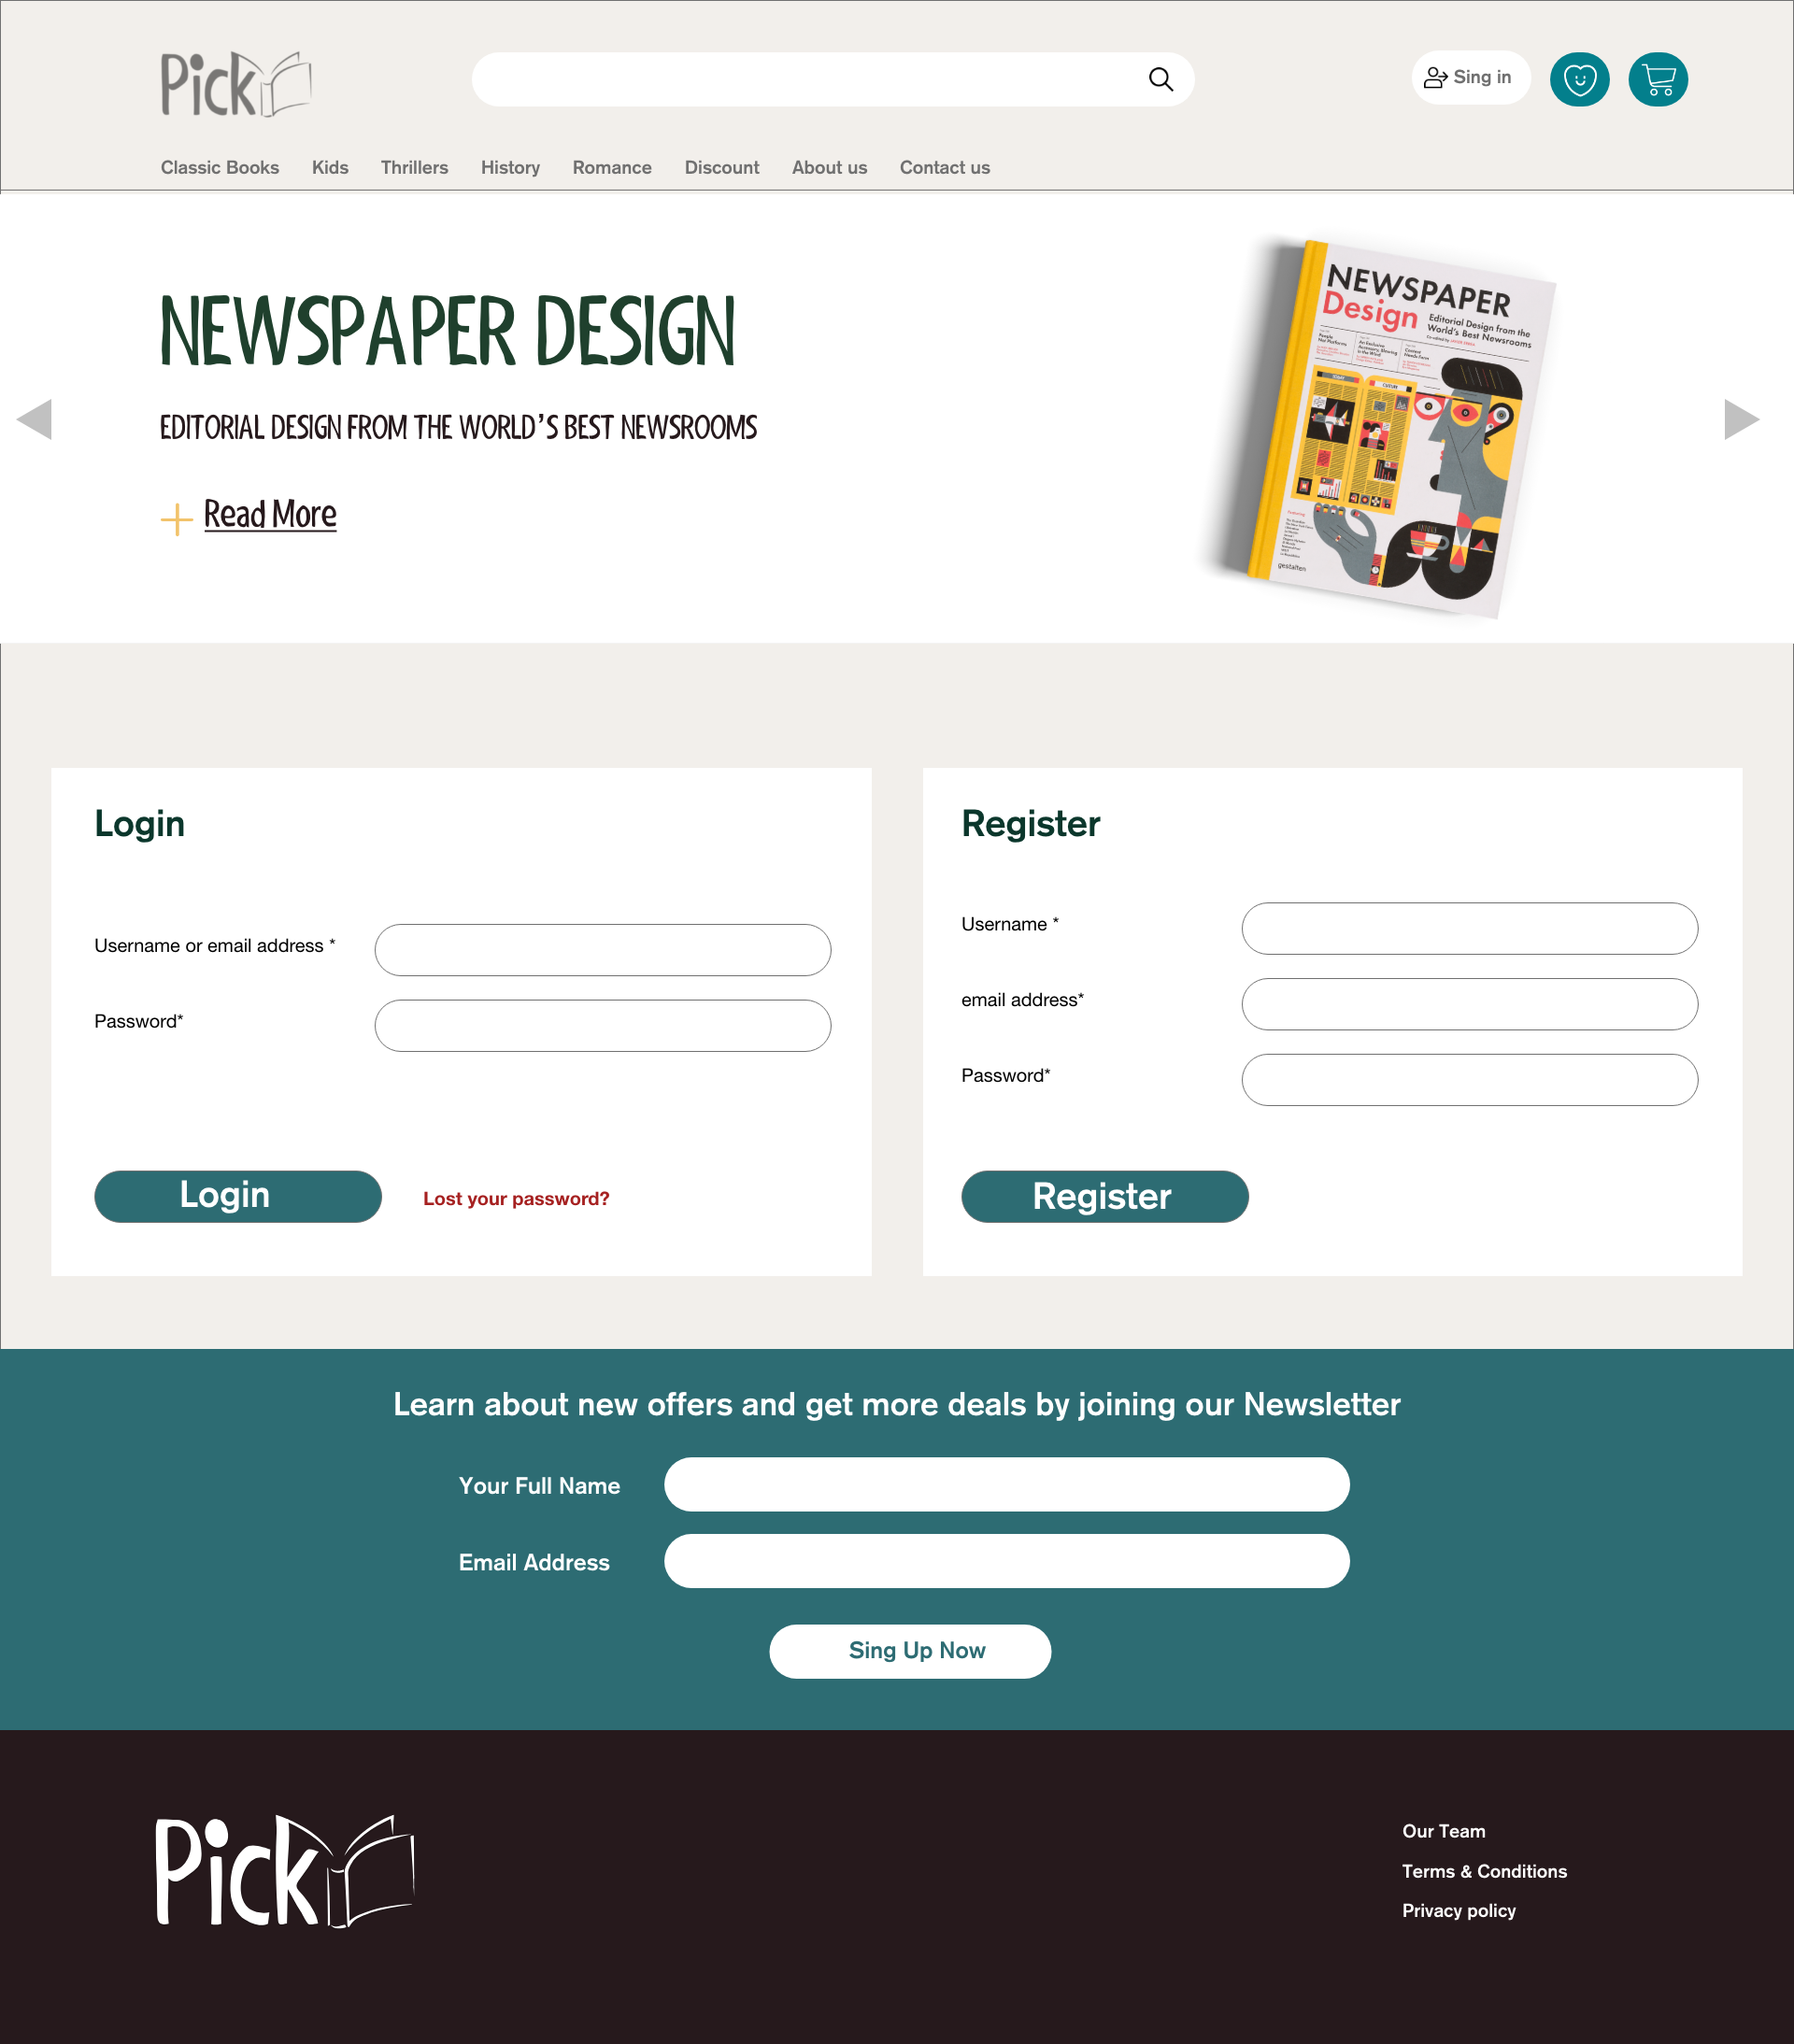 Pick
Sing in
Classic Books Kids Thrillers History Romance Discount About us Contact us
NEWSPAPER DESIGN
EDITORIAL DESIGN FROM THE WORLD'S BEST NEWSROOMS
Read More
NEWSPAPER
Design
Editorial Design from the
World's Best Newsrooms
gestalten
Login
Username or email address *
Password*
Login
Lost your password?
Register
Username *
email address*
Password*
Register
Learn about new offers and get more deals by joining our Newsletter
Your Full Name
Email Address
Sing Up Now
Pick
Our Team
Terms & Conditions
Privacy policy